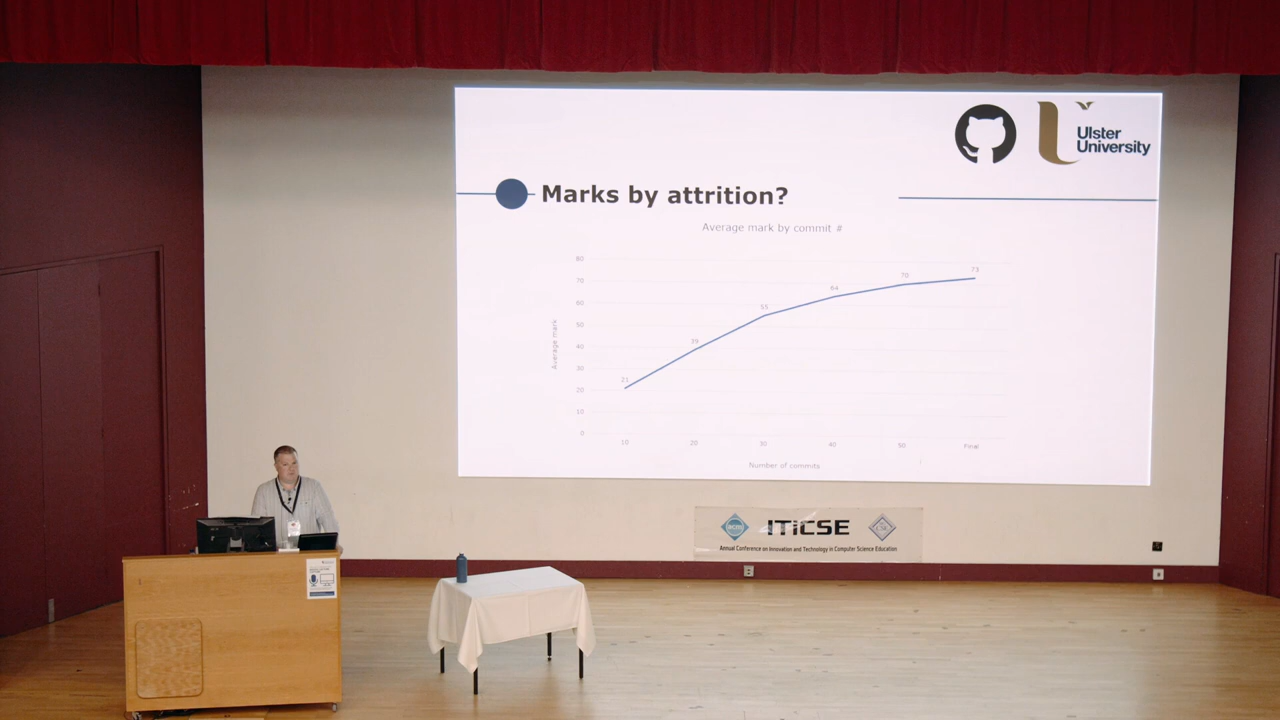 Ulster
University
Marks by attrition?
Average mark by commit #
80
70
60
50
40
30
20
10
0
Average mark
21
39
55
64
70
73
10
20
30
40
50
Final
Number of commits
acm
ITiCSE
Annual Conference on Innovation and Technology in Computer Science Education